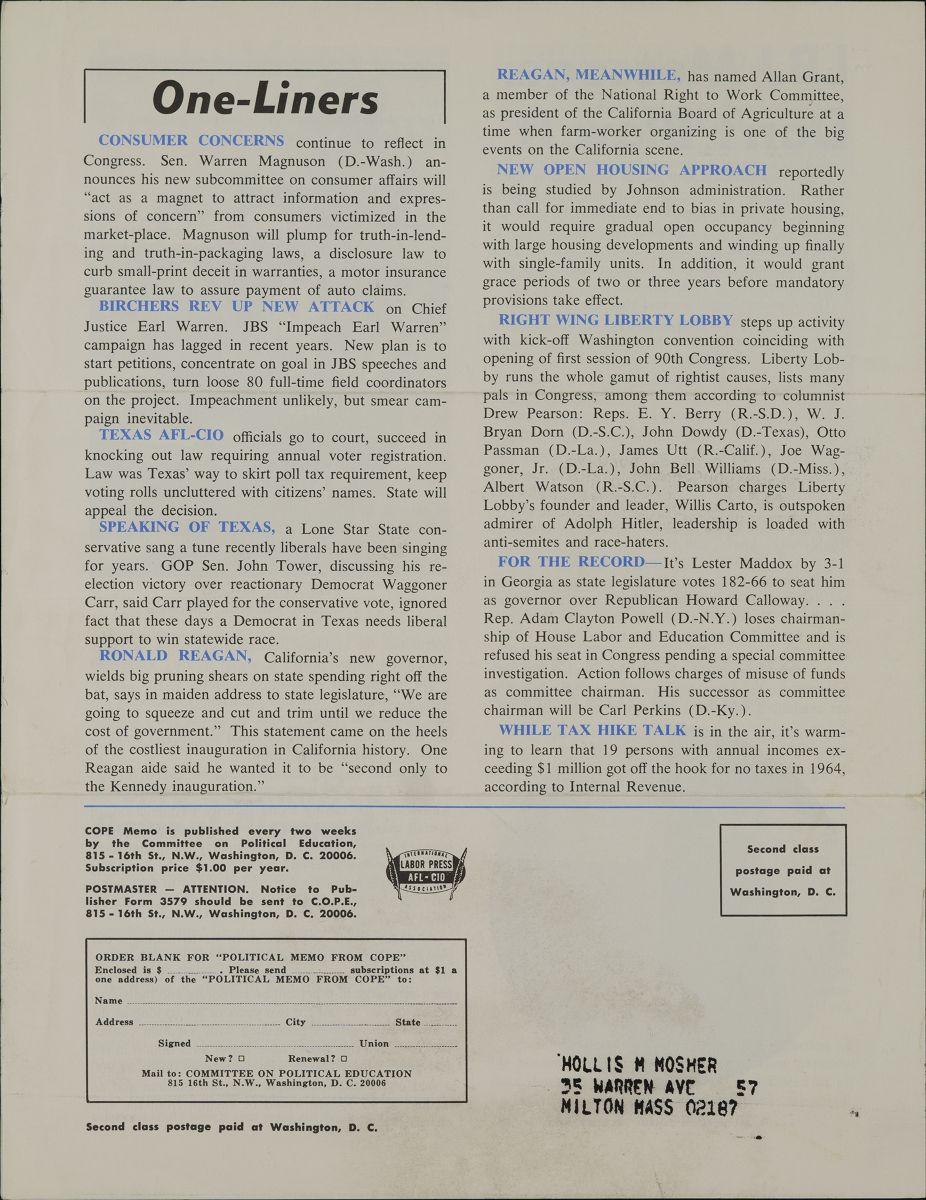 One-Liners
CONSUMER CONCERNS continue to reflect in
Congress. Sen. Warren Magnuson (D.-Wash.) an-
nounces his new subcommittee on consumer affairs will
“act as a magnet to attract information and expres-
sions of concern” from consumers victimized in the
market-place. Magnuson will plump for truth-in-lend-
ing and truth-in-packaging laws, a disclosure law to
curb small-print deceit in warranties, a motor insurance
guarantee law to assure payment of auto claims.
BIRCHERS REV UP NEW ATTACK on Chief
Justice Earl Warren. JBS “Impeach Earl Warren”
campaign has lagged in recent years. New plan is to
start petitions, concentrate on goal in JBS speeches and
publications, turn loose 80 full-time field coordinators
on the project. Impeachment unlikely, but smear cam-
paign inevitable.
TEXAS AFL-CIO officials go to court, succeed in
knocking out law requiring annual voter registration.
Law was Texas’ way to skirt poll tax requirement, keep
voting rolls uncluttered with citizens’ names. State will
appeal the decision.
SPEAKING OF TEXAS, a Lone Star State con-
servative sang a tune recently liberals have been singing
for years. GOP Sen. John Tower, discussing his re-
election victory over reactionary Democrat Waggoner
Carr, said Carr played for the conservative vote, ignored
fact that these days a Democrat in Texas needs liberal
support to win statewide race.
RONALD REAGAN, California’s new governor,
wields big pruning shears on state spending right off the
bat, says in maiden address to state legislature, “We are
going to squeeze and cut and trim until we reduce the
cost of government.” This statement came on the heels
of the costliest inauguration in California history. One
Reagan aide said he wanted it to be “second only to
the Kennedy inauguration.”
REAGAN, MEANWHILE, has named Allan Grant,
a member of the National Right to Work Committee,
as president of the California Board of Agriculture at a
time when farm-worker organizing is one of the big
events on the California scene.
NEW OPEN HOUSING APPROACH reportedly
is being studied by Johnson administration. Rather
than call for immediate end to bias in private housing,
it would require gradual open occupancy beginning
with large housing developments and winding up finally
with single-family units. In addition, it would grant
grace periods of two or three years before mandatory
provisions take effect.
RIGHT WING LIBERTY LOBBY steps up activity
with kick-off Washington convention coinciding with
opening of first session of 90th Congress. Liberty Lob-
by runs the whole gamut of rightist causes, lists many
pals in Congress, among them according to columnist
Drew Pearson: Reps. E. Y. Berry (R.-S.D.), W. J.
Bryan Dorn (D.-S.C.), John Dowdy (D.-Texas), Otto
Passman (D.-La.), James Utt (R.-Calif.), Joe Wag-
goner, Jr. (D.-La.), John Bell Williams (D.-Miss.),
Albert Watson (R.-S.C.). Pearson charges Liberty
Lobby’s founder and leader, Willis Carto, is outspoken
admirer of Adolph Hitler, leadership is loaded with
anti-semites and race-haters.
FOR THE RECORD—It’s Lester Maddox by 3-1
in Georgia as state legislature votes 182-66 to seat him
as governor over Republican Howard Calloway. . . .
Rep. Adam Clayton Powell (D.-N.Y.) loses chairman-
ship of House Labor and Education Committee and is
refused his seat in Congress pending a special committee
investigation. Action follows charges of misuse of funds
as committee chairman. His successor as committee
chairman will be Carl Perkins (D.-Ky.).
WHILE TAX HIKE TALK is in the air, it’s warm-
ing to learn that 19 persons with annual incomes ex-
ceeding $1 million got off the hook for no taxes in 1964,
according to Internal Revenue.
COPE Memo is published every two weeks
by the Committee on Political Education,
815 - 16th St., N.W., Washington, D. C. 20006.
Subscription price $1.00 per year.
POSTMASTER — ATTENTION. Notice to Pub-
lisher Form 3579 should be sent to C.O.P.E.,
815 - 16th St., N.W., Washington, D. C. 20006.
INTERNATIONAL
LABOR PRESS
AFL-CIO
ASSOCIATION
Second class
postage paid at
Washington, D. C.
ORDER BLANK FOR “POLITICAL MEMO FROM COPE”
Enclosed is $ ............ . Please send ............ subscriptions at $1 a
one address) of the “POLITICAL MEMO FROM COPE” to:
Name
Address City State
Signed Union
New? □ Renewal? □
Mail to: COMMITTEE ON POLITICAL EDUCATION
815 16th St., N.W., Washington, D. C. 20006
HOLLIS M MOSHER
35 WARREN AVE 57
MILTON MASS 02187
Second class postage paid at Washington, D. C.